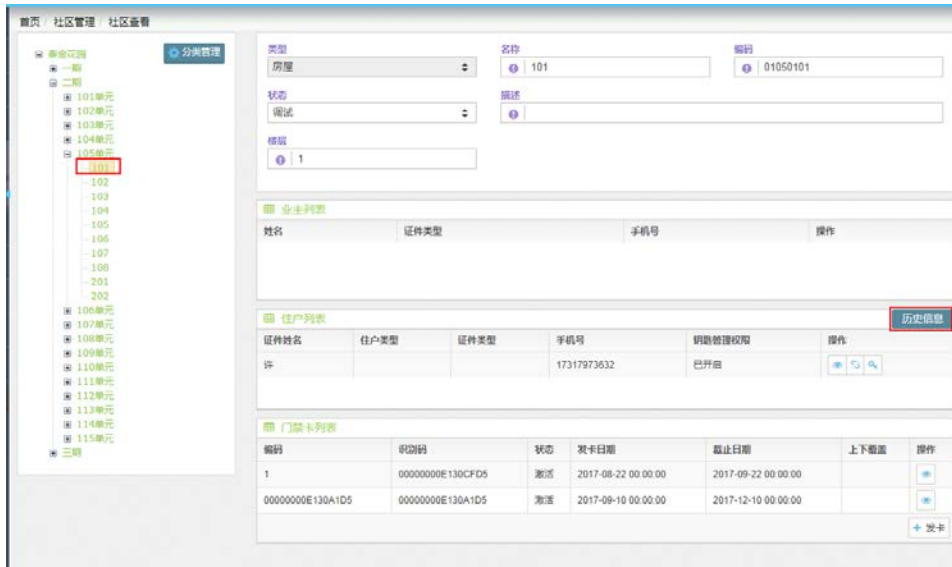 首页 / 社区管理 / 社区查看
分类管理
一期
二期
101单元
102单元
103单元
104单元
105单元
101
102
103
104
105
106
107
108
201
202
106单元
107单元
108单元
109单元
110单元
111单元
112单元
113单元
114单元
115单元
三期
类型 名称 编码
房屋 101 01050101
状态 描述
调试
楼层
1
业主列表
姓名 证件类型 手机号 操作
住户列表 历史信息
证件姓名 住户类型 证件类型 手机号 钥匙管理权限 操作
许 17317973632 已开启
门禁卡列表
编码 识别码 状态 发卡日期 截止日期 上下覆盖 操作
1 00000000E130CFD5 激活 2017-08-22 00:00:00 2017-09-22 00:00:00
00000000E130A1D5 00000000E130A1D5 激活 2017-09-10 00:00:00 2017-12-10 00:00:00
+ 发卡